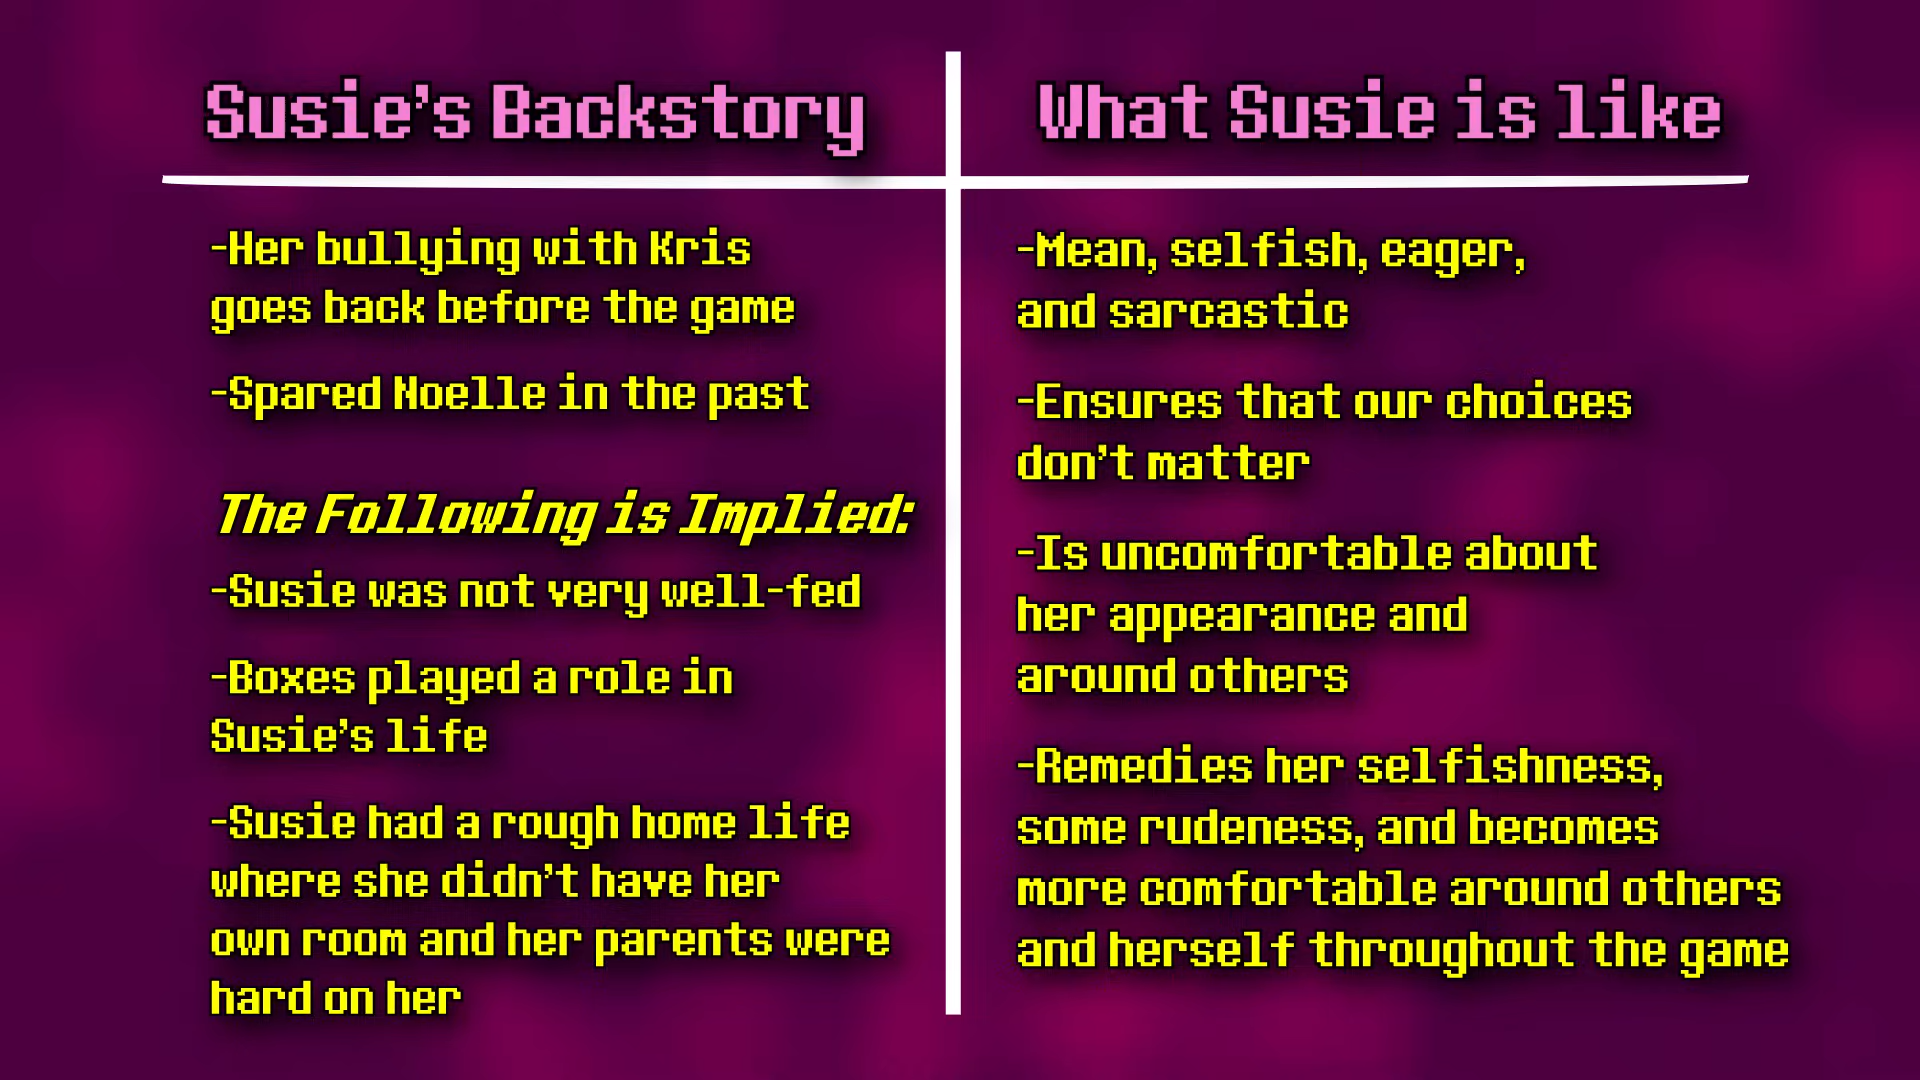 Susie's Backstory
-Her bullying with Kris
goes back before the game
-Spared Noelle in the past
The Following is Implied:
-Susie was not very well-fed
-Boxes played a role in
Susie's life
-Susie had a rough home life
where she didn't have her
own room and her parents were
hard on her
What Susie is like
-Mean, selfish, eager,
and sarcastic
-Ensures that our choices
don't matter
-Is uncomfortable about
her appearance and
around others
-Remedies her selfishness,
some rudeness, and becomes
more comfortable around others
and herself throughout the game